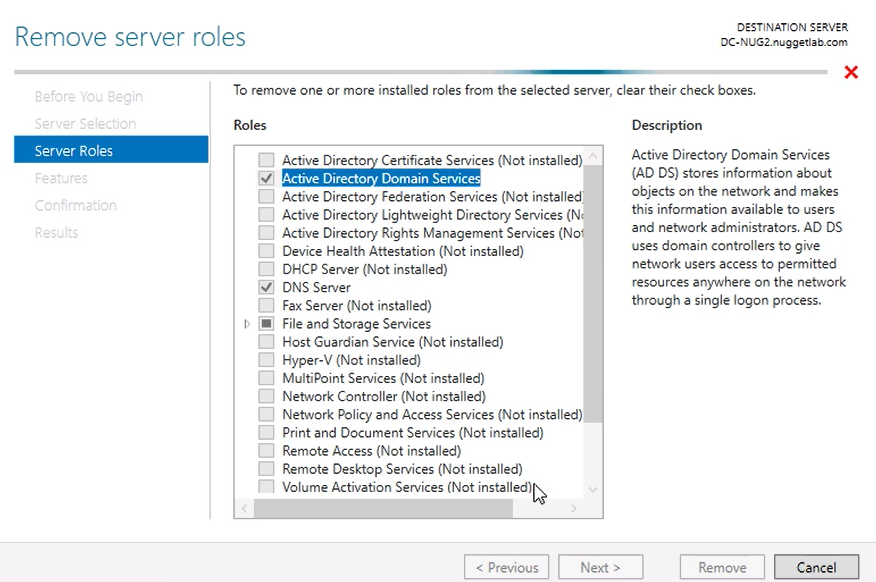 Remove server roles
DESTINATION SERVER
DC-NUG2.nuggetlab.com
Before You Begin
Server Selection
Server Roles
Features
Confirmation
Results
To remove one or more installed roles from the selected server, clear their check boxes.
Roles
Active Directory Certificate Services (Not installed)
Active Directory Domain Services
Active Directory Federation Services (Not installed)
Active Directory Lightweight Directory Services (No
Active Directory Rights Management Services (Not
Device Health Attestation (Not installed)
DHCP Server (Not installed)
DNS Server
Fax Server (Not installed)
File and Storage Services
Host Guardian Service (Not installed)
Hyper-V (Not installed)
MultiPoint Services (Not installed)
Network Controller (Not installed)
Network Policy and Access Services (Not installed)
Print and Document Services (Not installed)
Remote Access (Not installed)
Remote Desktop Services (Not installed)
Volume Activation Services (Not installed)
Description
Active Directory Domain Services
(AD DS) stores information about
objects on the network and makes
this information available to users
and network administrators. AD DS
uses domain controllers to give
network users access to permitted
resources anywhere on the network
through a single logon process.
< Previous
Next >
Remove
Cancel